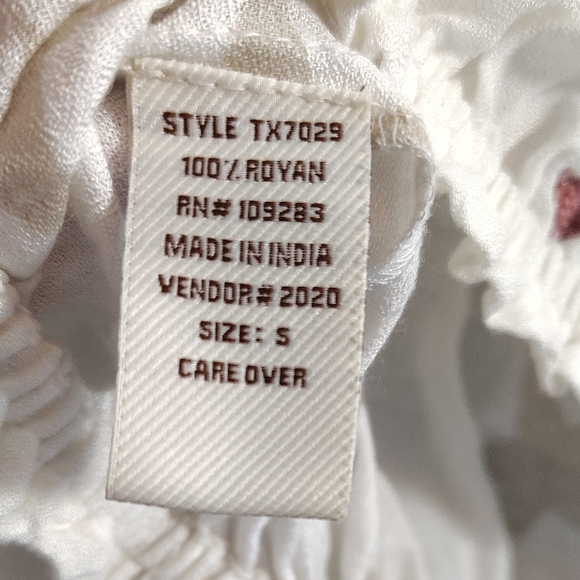 STYLE TX7029
100% ROYAN
RN# 109283
MADE IN INDIA
VENDOR# 2020
SIZE: S
CARE OVER